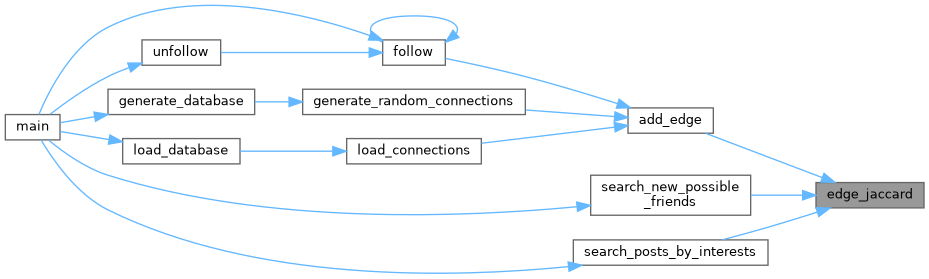 unfollow
follow
generate_database
generate_random_connections
add_edge
main
load_database
load_connections
search_new_possible
_friends
edge_jaccard
search_posts_by_interests